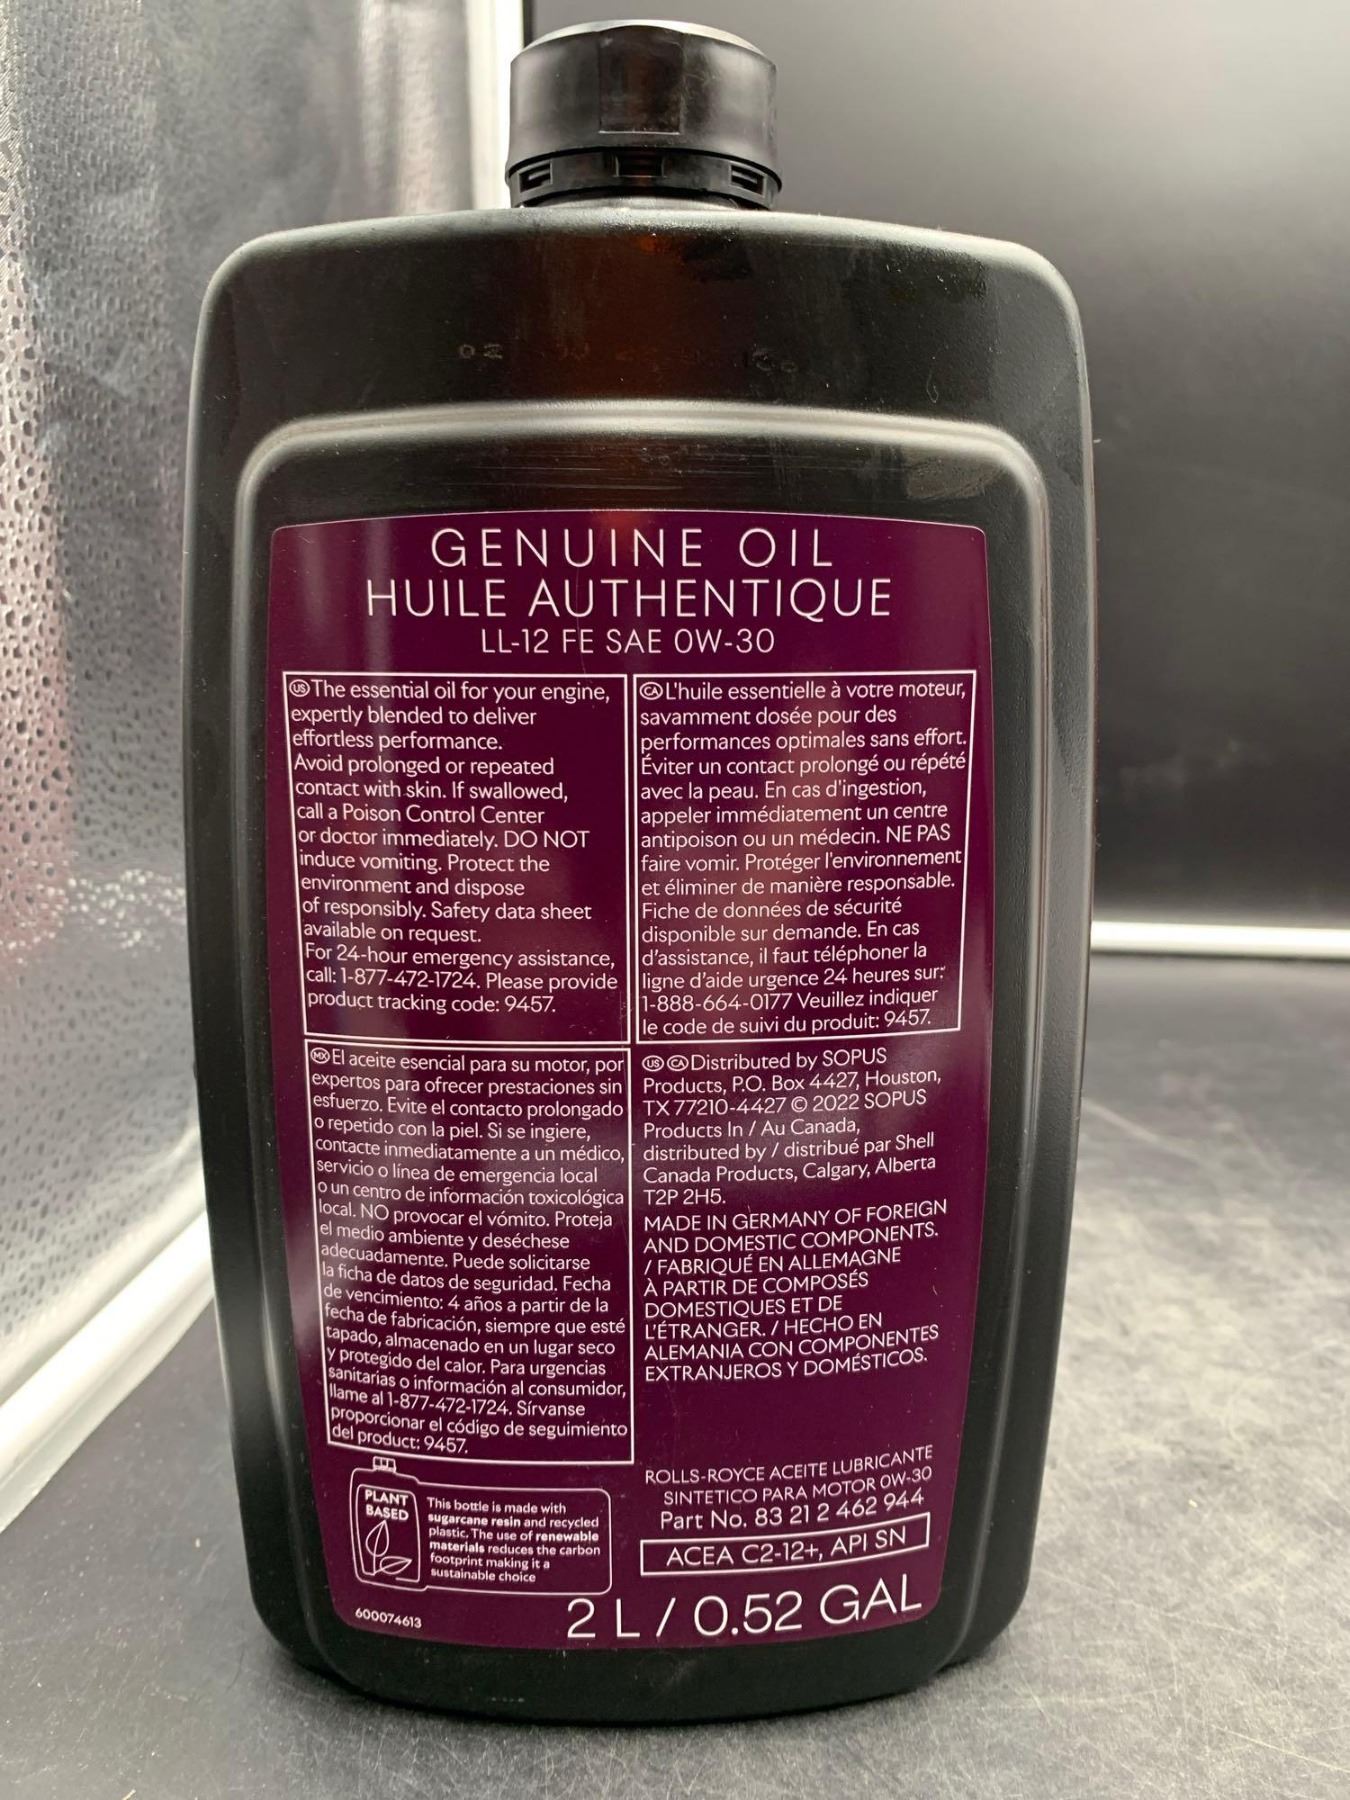 GENUINE OIL
HUILE AUTHENTIQUE
LL-12 FE SAE 0W-30
US The essential oil for your engine,
expertly blended to deliver
effortless performance.
Avoid prolonged or repeated
contact with skin. If swallowed,
call a Poison Control Center
or doctor immediately. DO NOT
induce vomiting. Protect the
environment and dispose
of responsibly. Safety data sheet
available on request.
For 24-hour emergency assistance,
call: 1-877-472-1724. Please provide
product tracking code: 9457.
CA L'huile essentielle à votre moteur,
savamment dosée pour des
performances optimales sans effort.
Éviter un contact prolongé ou répété
avec la peau. En cas d'ingestion,
appeler immédiatement un centre
antipoison ou un médecin. NE PAS
faire vomir. Protéger l'environnement
et éliminer de manière responsable.
Fiche de données de sécurité
disponible sur demande. En cas
d'assistance, il faut téléphoner la
ligne d'aide urgence 24 heures sur:
1-888-664-0177 Veuillez indiquer
le code de suivi du produit: 9457.
MX El aceite esencial para su motor, por
expertos para ofrecer prestaciones sin
esfuerzo. Evite el contacto prolongado
o repetido con la piel. Si se ingiere,
contacte inmediatamente a un médico,
servicio o línea de emergencia local
o un centro de información toxicológica
local. NO provocar el vómito. Proteja
el medio ambiente y deséchese
adecuadamente. Puede solicitarse
la ficha de datos de seguridad. Fecha
de vencimiento: 4 años a partir de la
fecha de fabricación, siempre que esté
tapado, almacenado en un lugar seco
y protegido del calor. Para urgencias
sanitarias o información al consumidor,
llame al 1-877-472-1724. Sírvanse
proporcionar el código de seguimiento
del producto: 9457.
US CA Distributed by SOPUS
Products, P.O. Box 4427, Houston,
TX 77210-4427 © 2022 SOPUS
Products In / Au Canada,
distributed by / distribué par Shell
Canada Products, Calgary, Alberta
T2P 2H5.
MADE IN GERMANY OF FOREIGN
AND DOMESTIC COMPONENTS.
/ FABRIQUÉ EN ALLEMAGNE
À PARTIR DE COMPOSÉS
DOMESTIQUES ET DE
L'ÉTRANGER. / HECHO EN
ALEMANIA CON COMPONENTES
EXTRANJEROS Y DOMÉSTICOS.
PLANT
BASED
This bottle is made with
sugarcane resin and recycled
plastic. The use of renewable
materials reduces the carbon
footprint making it a
sustainable choice
600074613
ROLLS-ROYCE ACEITE LUBRICANTE
SINTETICO PARA MOTOR 0W-30
Part No. 83 21 2 462 944
ACEA C2-12+, API SN
2 L / 0.52 GAL